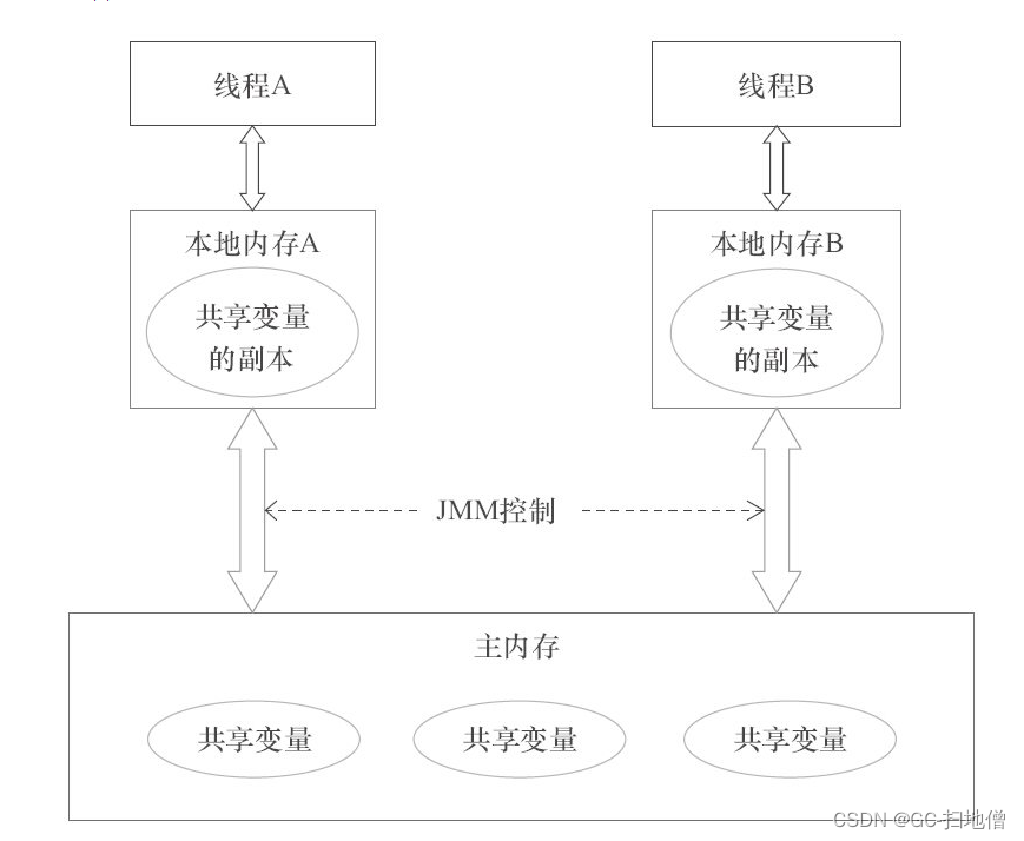 线程A
线程B
本地内存A
本地内存B
共享变量
的副本
共享变量
的副本
JMM控制
主内存
共享变量
共享变量
共享变量
CSDN @GC-扫地僧